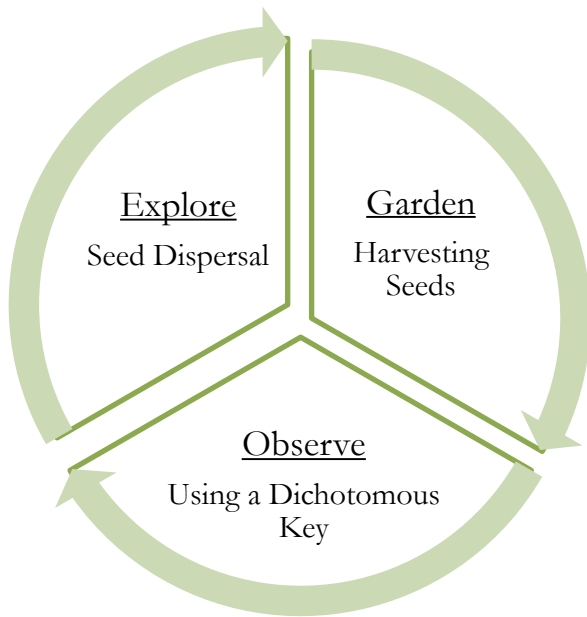 Explore
Seed Dispersal
Garden
Harvesting
Seeds
Observe
Using a Dichotomous
Key